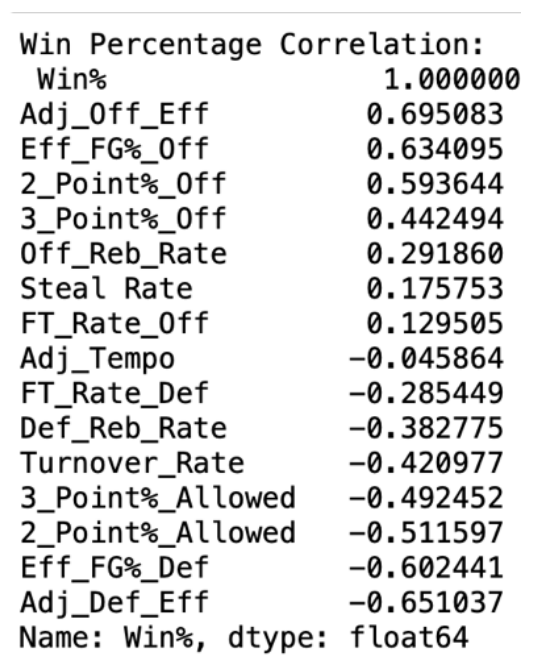 Win Percentage Correlation:
Win% 1.000000
Adj_Off_Eff 0.695083
Eff_FG%_Off 0.634095
2_Point%_Off 0.593644
3_Point%_Off 0.442494
Off_Reb_Rate 0.291860
Steal Rate 0.175753
FT_Rate_Off 0.129505
Adj_Tempo -0.045864
FT_Rate_Def -0.285449
Def_Reb_Rate -0.382775
Turnover_Rate -0.420977
3_Point%_Allowed -0.492452
2_Point%_Allowed -0.511597
Eff_FG%_Def -0.602441
Adj_Def_Eff -0.651037
Name: Win%, dtype: float64